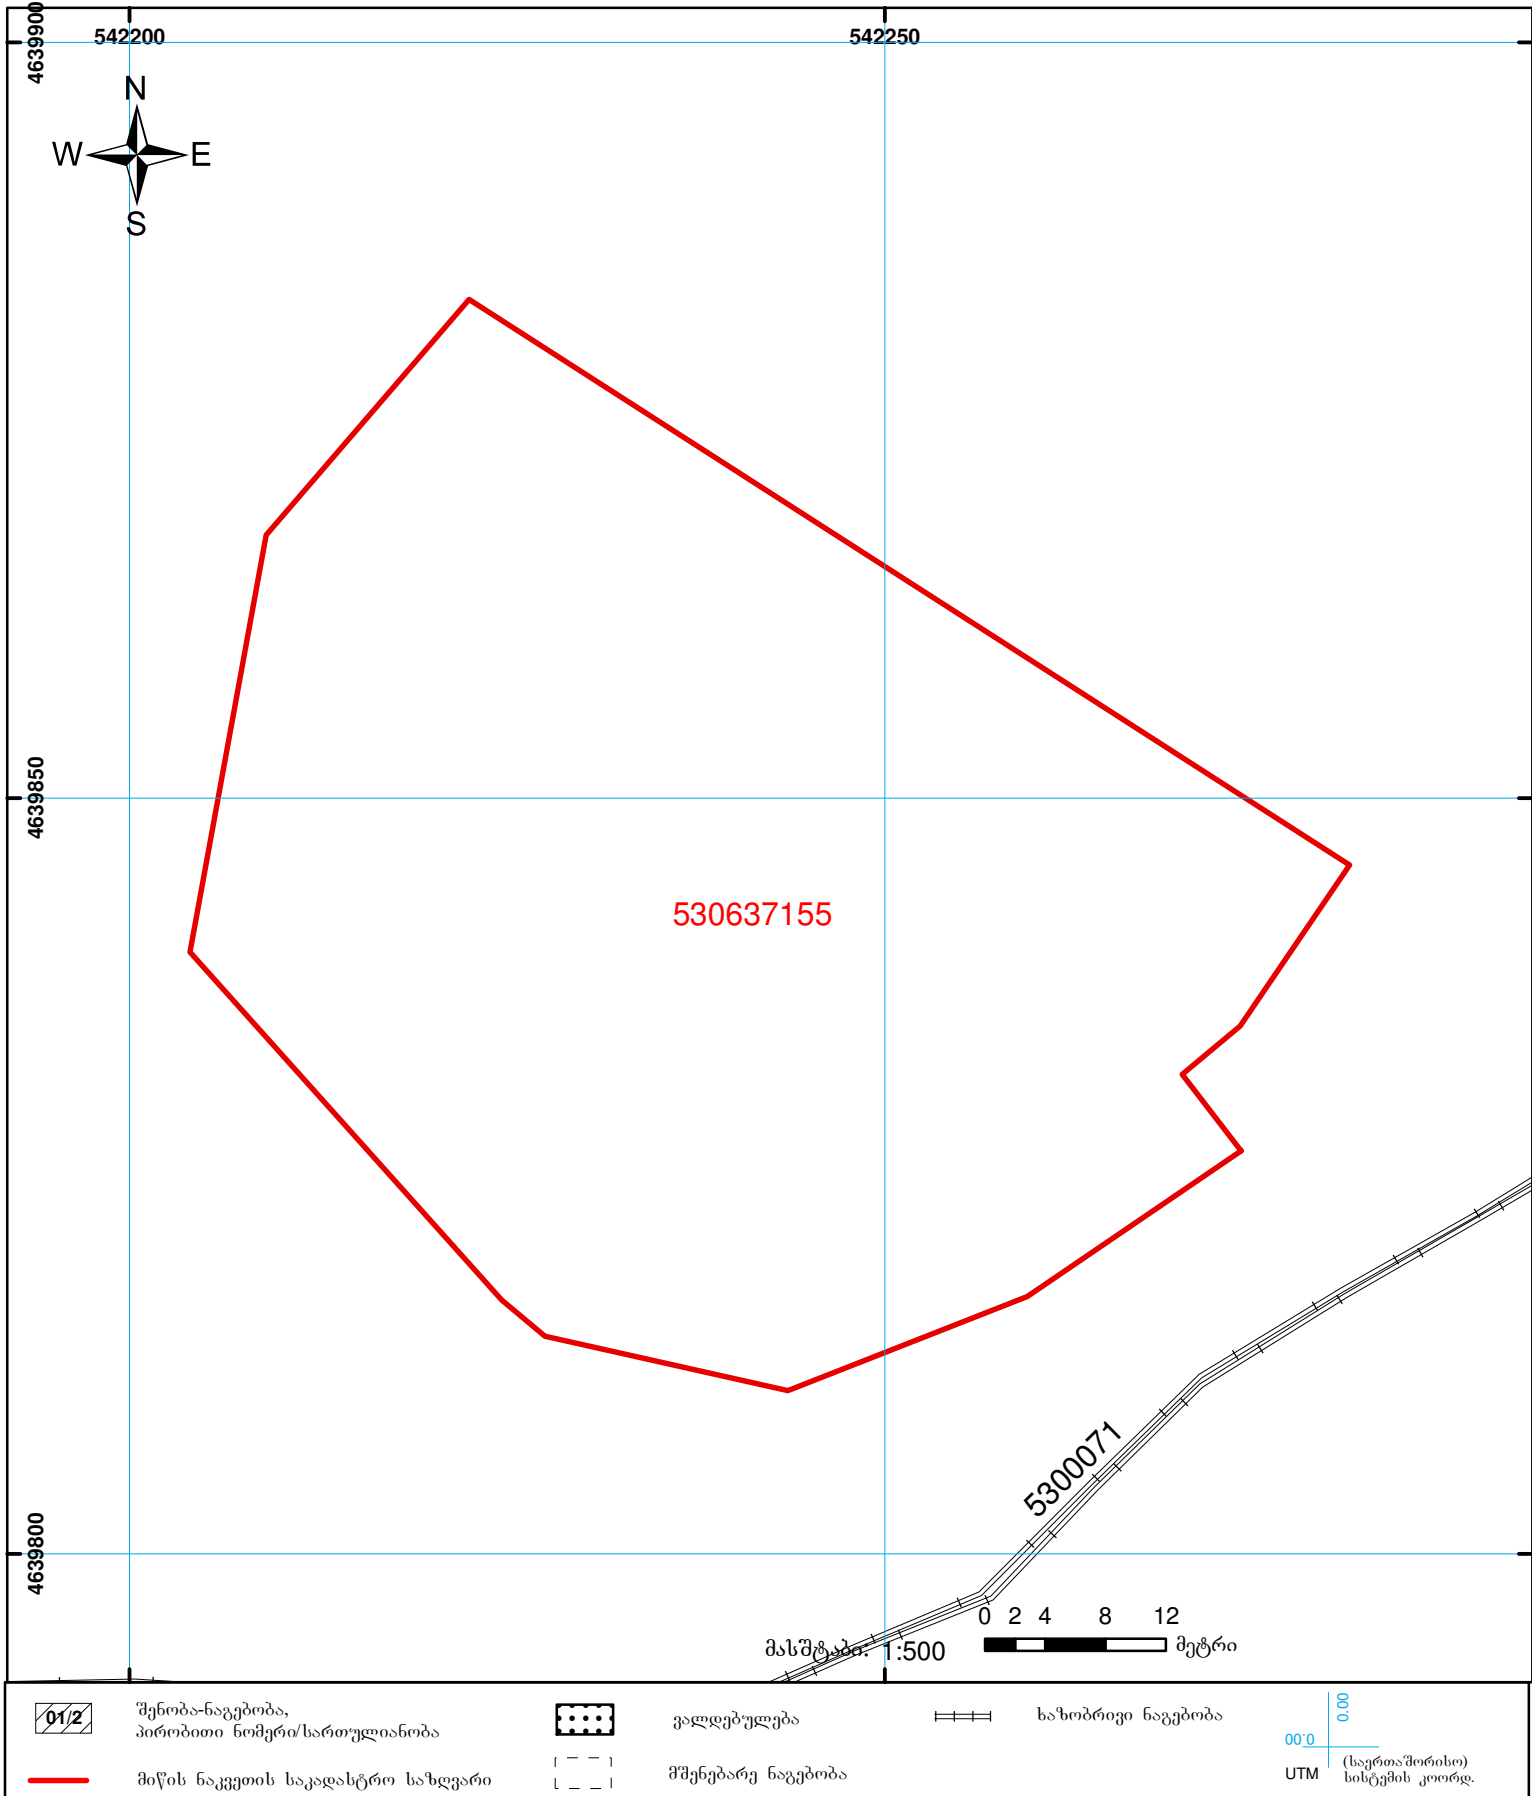 542200
542250
4639900
N
W
E
S
4639850
530637155
5300071
4639800
0 2 4 8 12
მასშტაბი: 1:500
მეტრი
01/2
შენობა-ნაგებობა,
პირობითი ნომერი/სართულიანობა
ვალდებულება
ხაზობრივი ნაგებობა
00.0
00.0
მიწის ნაკვეთის საკადასტრო საზღვარი
მშენებარე ნაგებობა
UTM
(საერთაშორისო)
სისტემის კოორდ.